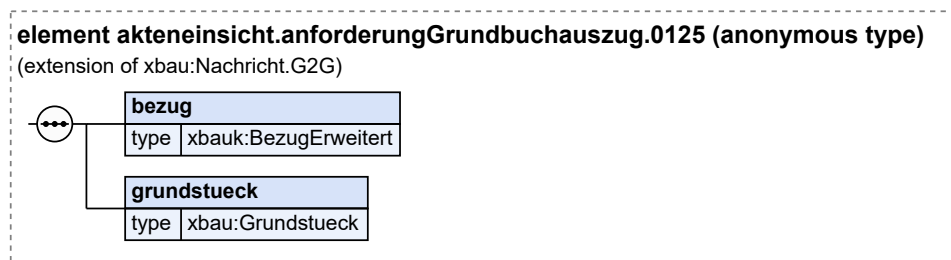 element akteneinsicht.anforderungGrundbuchauszug.0125 (anonymous type)
(extension of xbau:Nachricht.G2G)
bezug
type xbauk:BezugErweitert
grundstueck
type xbau:Grundstueck